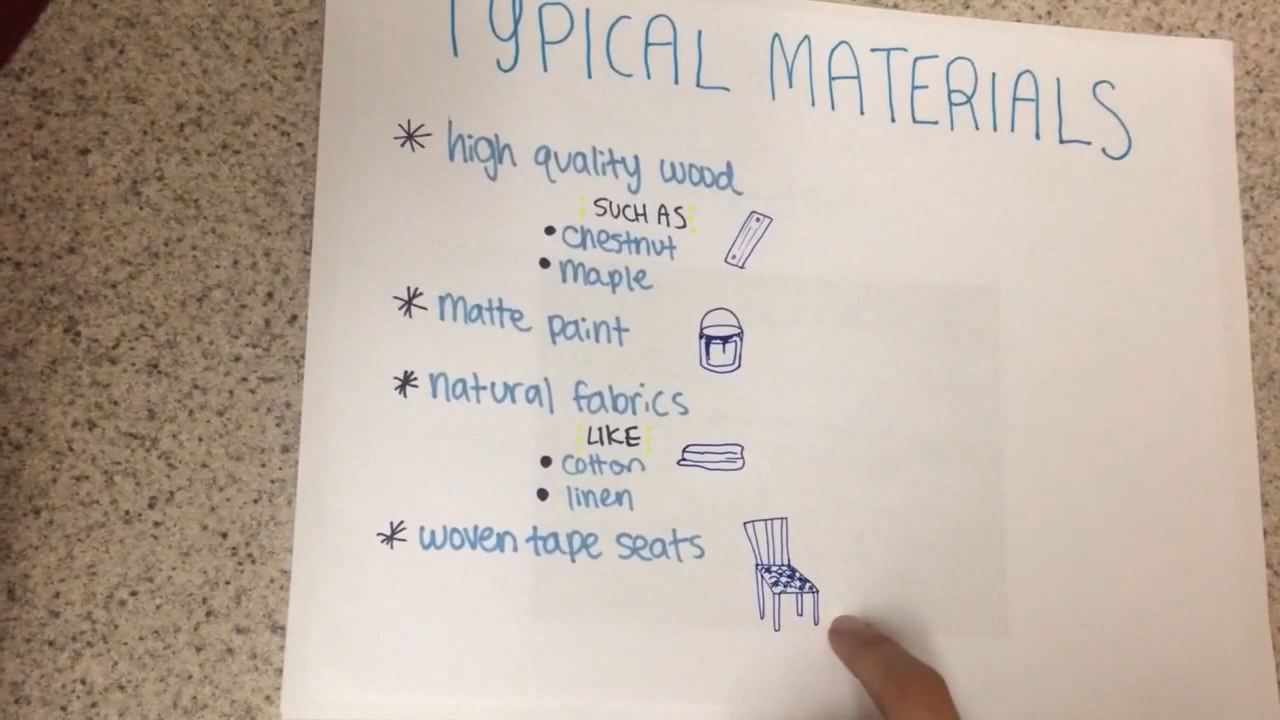 TYPICAL MATERIALS
* high quality wood
SUCH AS
• chestnut
• maple
* matte paint
* natural fabrics
LIKE
• cotton
• linen
* woven tape seats